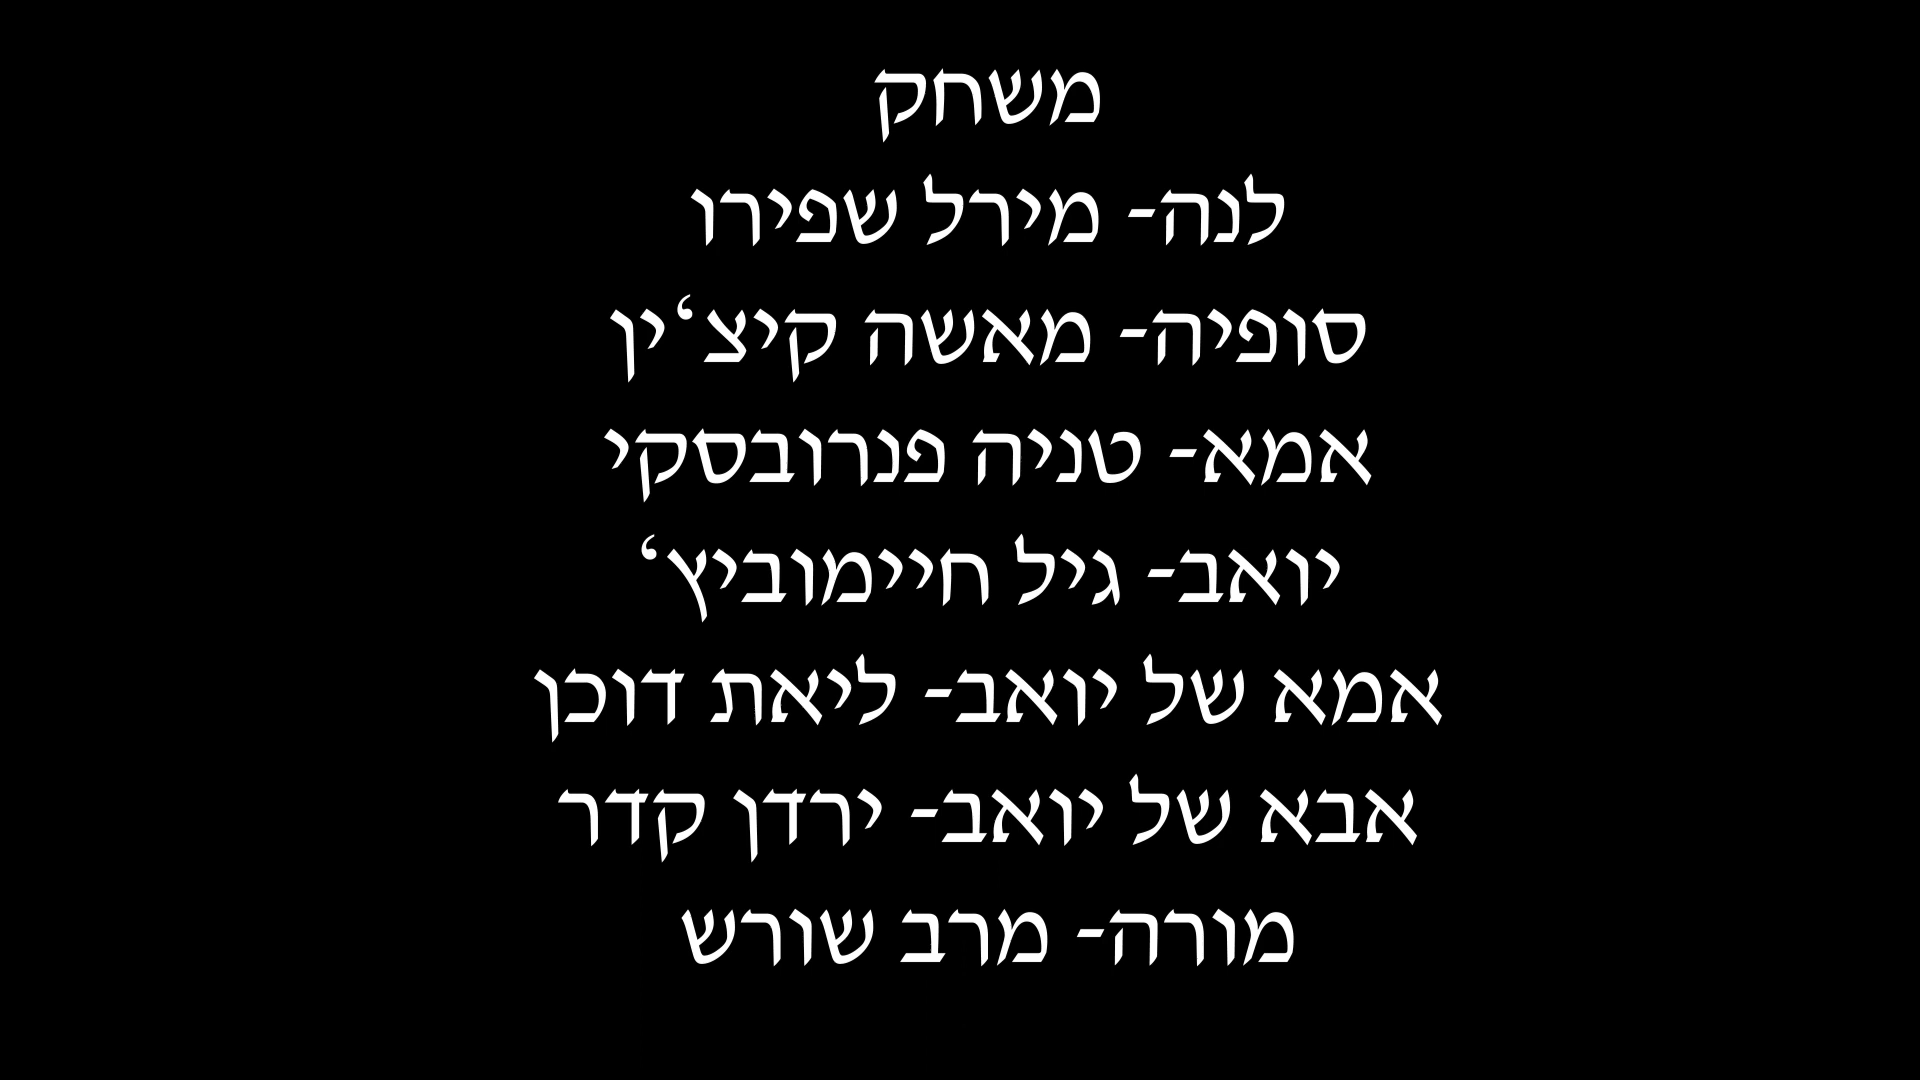 משחק
לנה- מירל שפירו
סופיה- מאשה קיצ‘ין
אמא- טניה פנרובסקי
יואב- גיל חיימוביץ‘
אמא של יואב- ליאת דוכן
אבא של יואב- ירדן קדר
מורה- מרב שורש